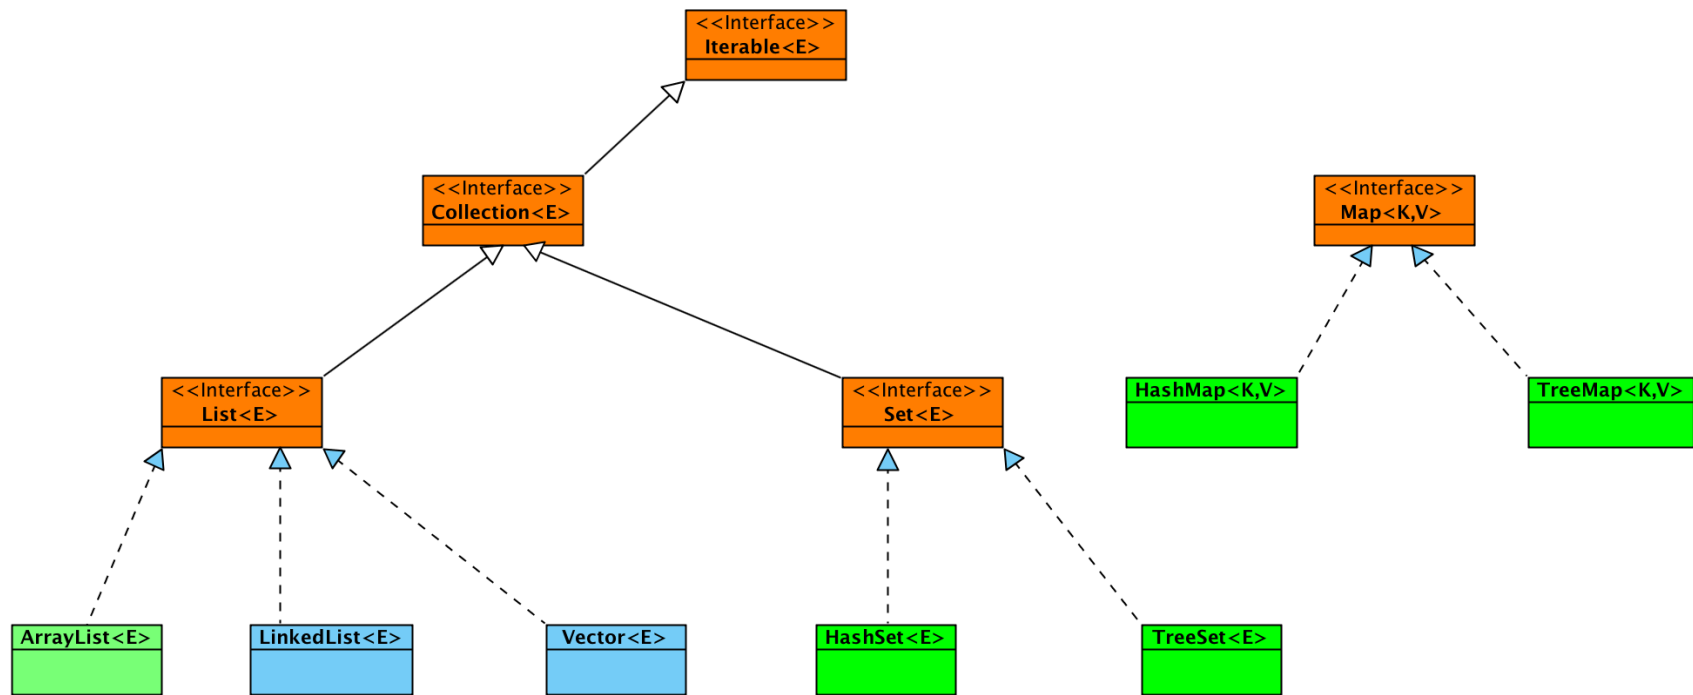 <<Interface>>
Iterable<E>
<<Interface>>
Collection<E>
<<Interface>>
Map<K,V>
<<Interface>>
List<E>
<<Interface>>
Set<E>
HashMap<K,V>
TreeMap<K,V>
ArrayList<E>
LinkedList<E>
Vector<E>
HashSet<E>
TreeSet<E>